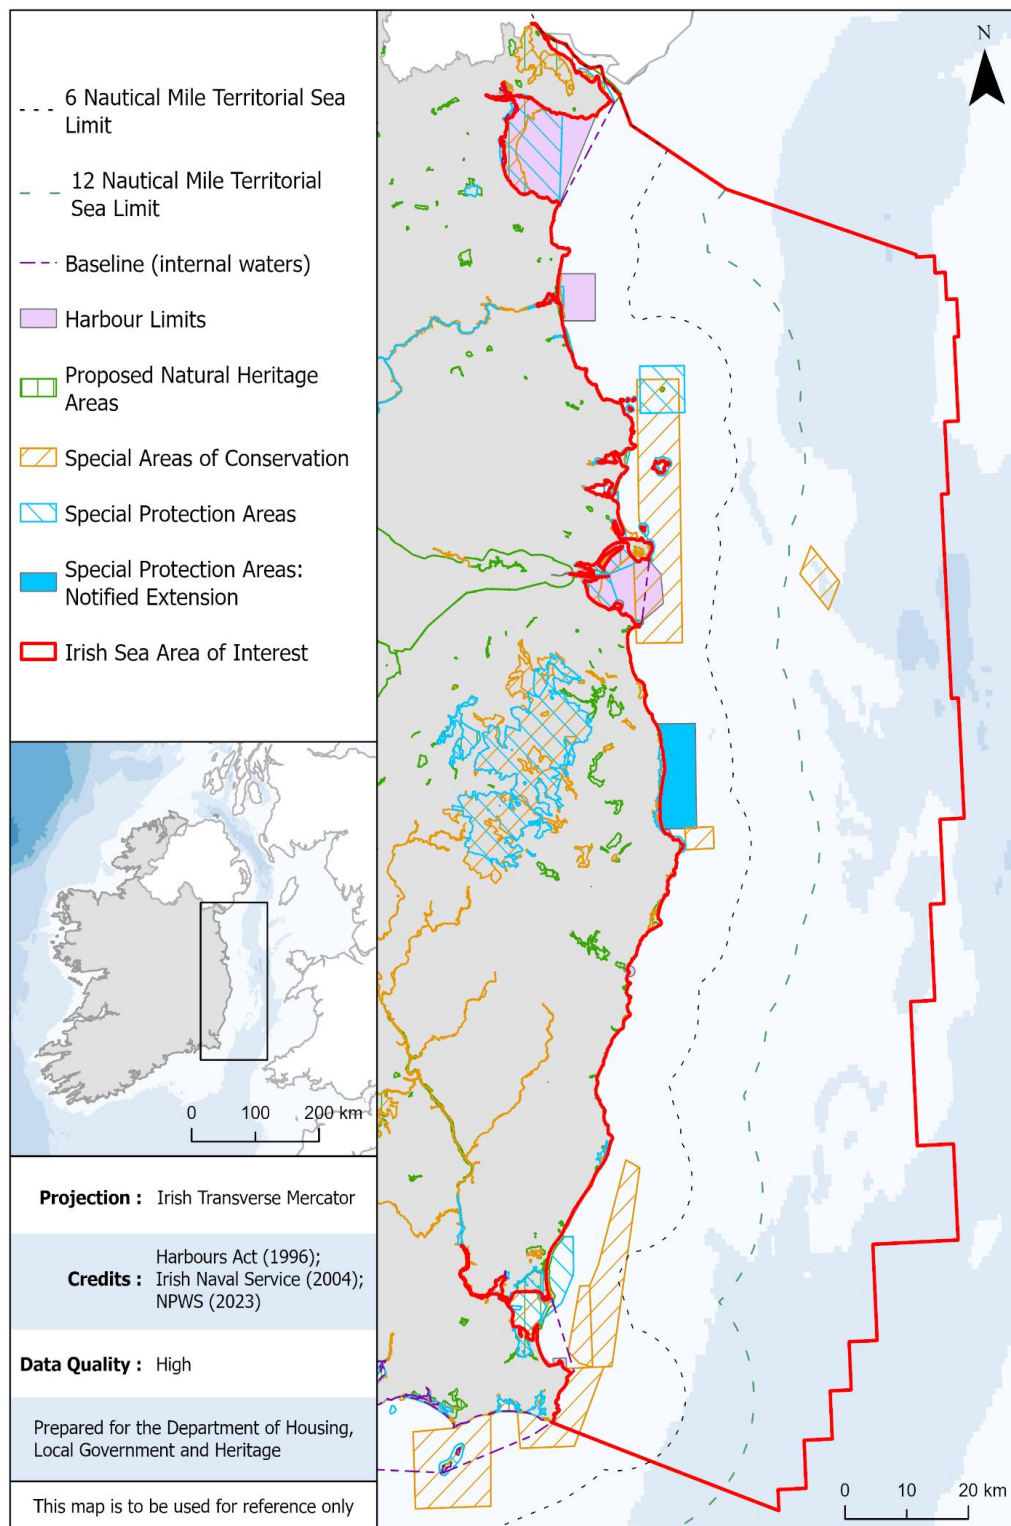 6 Nautical Mile Territorial Sea
Limit
12 Nautical Mile Territorial
Sea Limit
Baseline (internal waters)
Harbour Limits
Proposed Natural Heritage
Areas
Special Areas of Conservation
Special Protection Areas
Special Protection Areas:
Notified Extension
Irish Sea Area of Interest
0 100 200 km
Projection : Irish Transverse Mercator
Credits : Harbours Act (1996);
Irish Naval Service (2004);
NPWS (2023)
Data Quality : High
Prepared for the Department of Housing,
Local Government and Heritage
This map is to be used for reference only
N
0 10 20 km